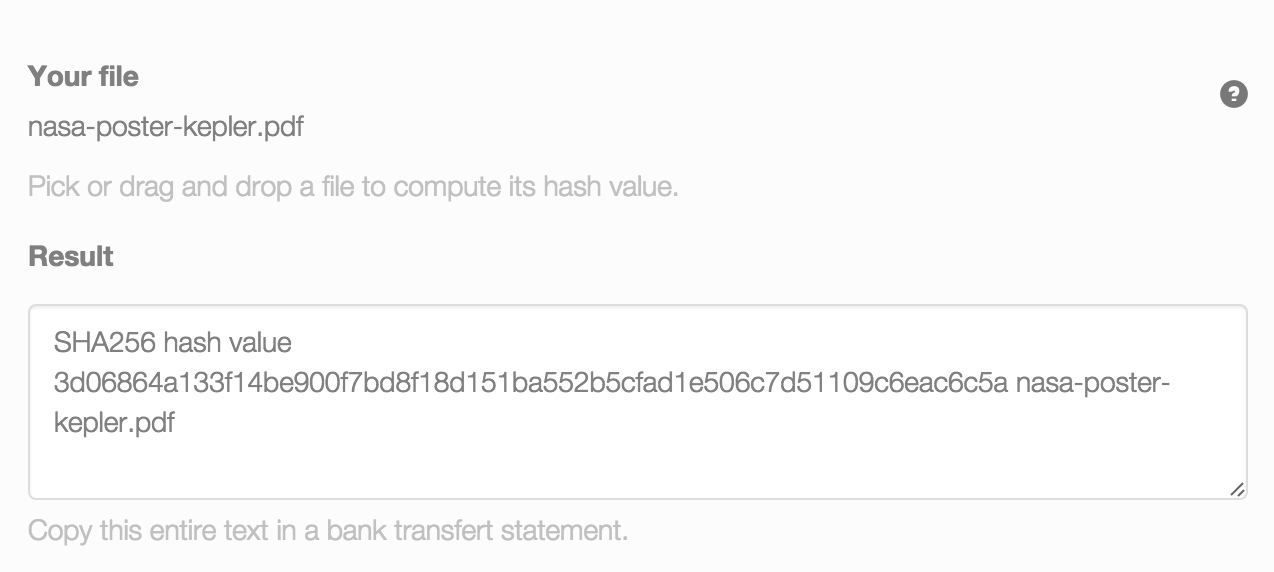 Your file
?
nasa-poster-kepler.pdf
Pick or drag and drop a file to compute its hash value.
Result
SHA256 hash value
3d06864a133f14be900f7bd8f18d151ba552b5cfad1e506c7d51109c6eac6c5a nasa-poster-
kepler.pdf
Copy this entire text in a bank transfert statement.